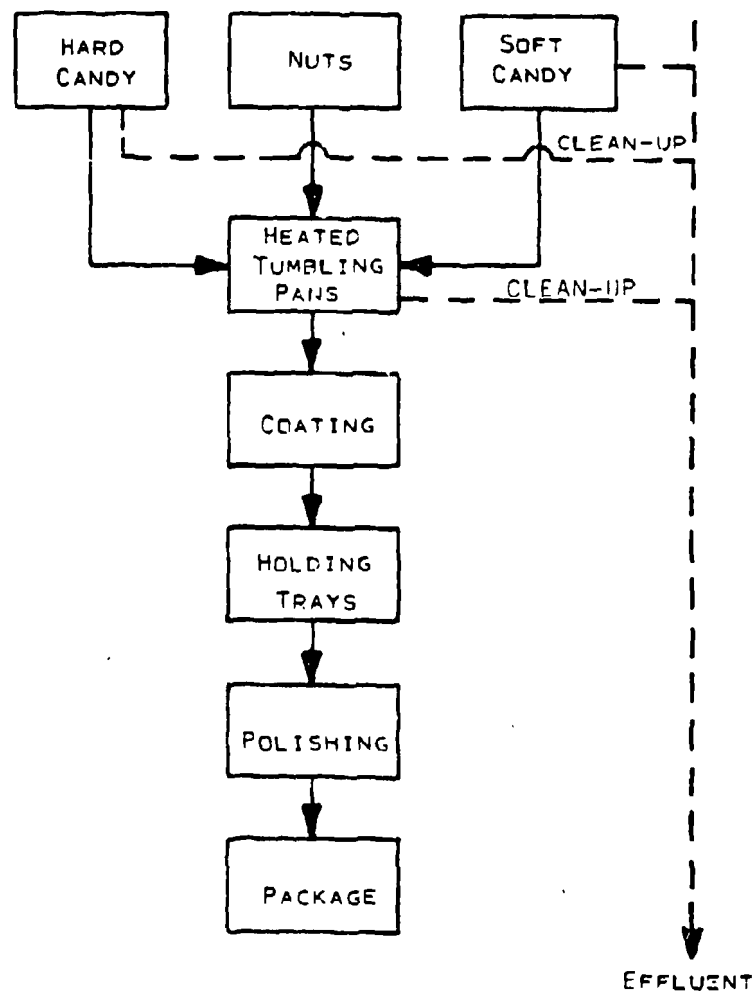 HARD
CANDY
NUTS
SOFT
CANDY
CLEAN-UP
HEATED
TUMBLING
PANS
CLEAN-UP
COATING
HOLDING
TRAYS
POLISHING
PACKAGE
EFFLUENT